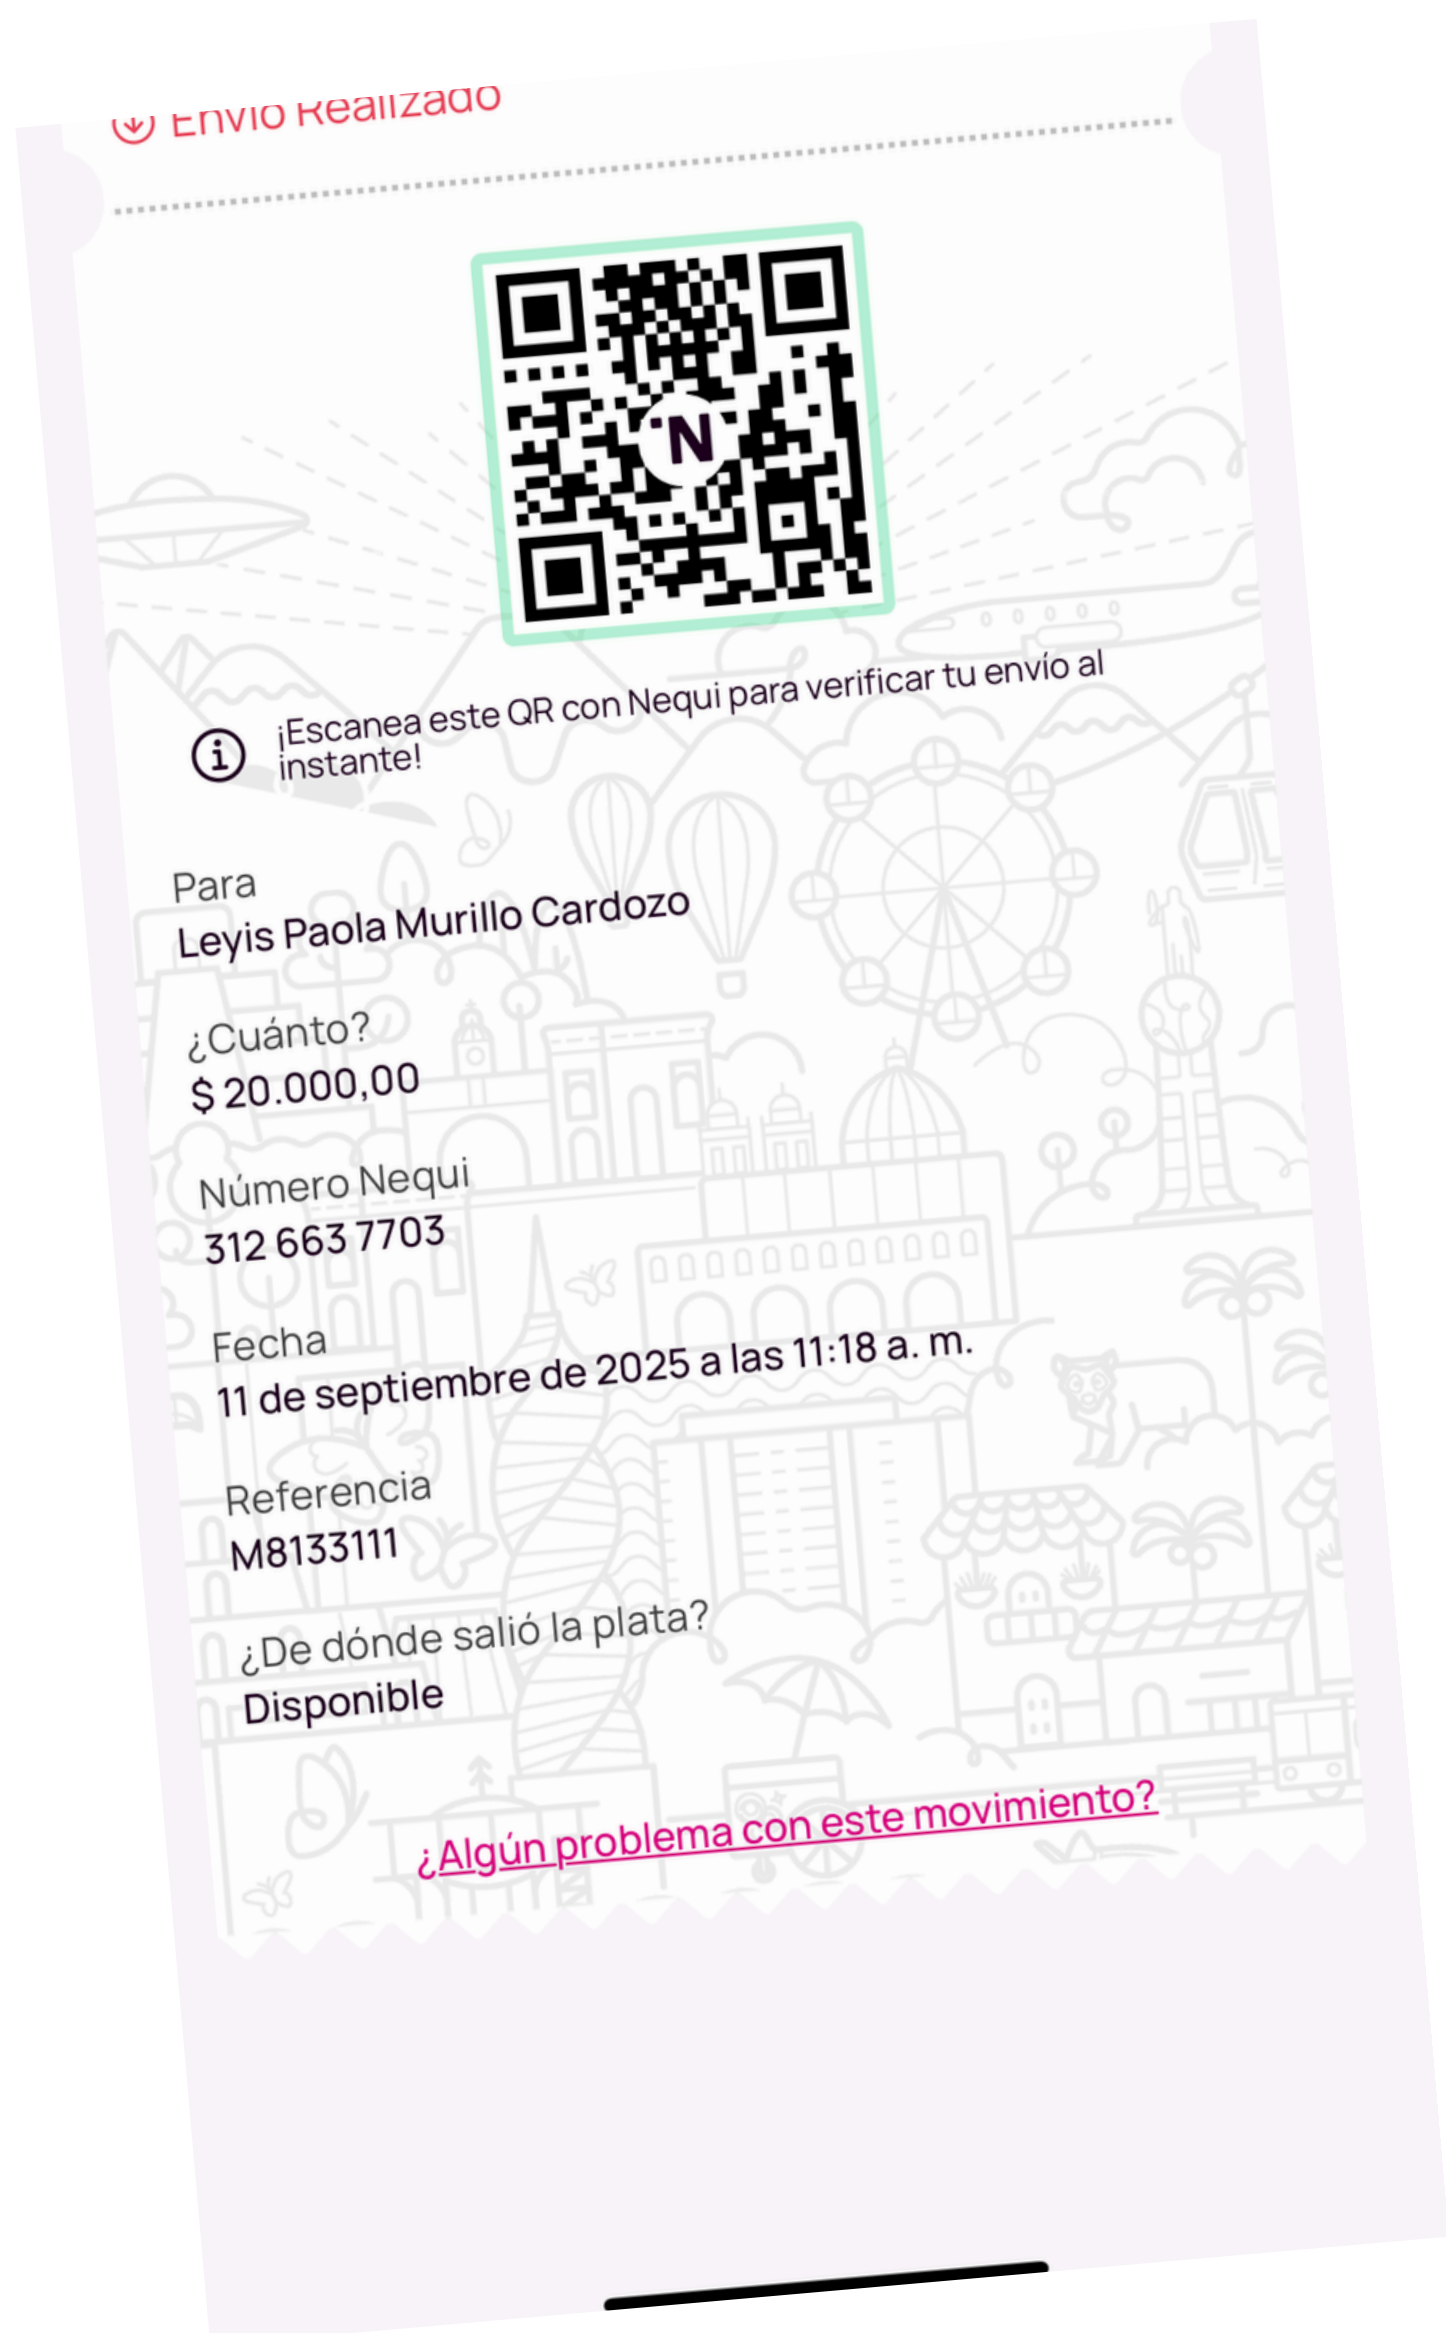 Envío Realizado
N
¡Escanea este QR con Nequi para verificar tu envío al
instante!
Para
Leyis Paola Murillo Cardozo
¿Cuánto?
$ 20.000,00
Número Nequi
312 663 7703
Fecha
11 de septiembre de 2025 a las 11:18 a. m.
Referencia
M8133111
¿De dónde salió la plata?
Disponible
¿Algún problema con este movimiento?